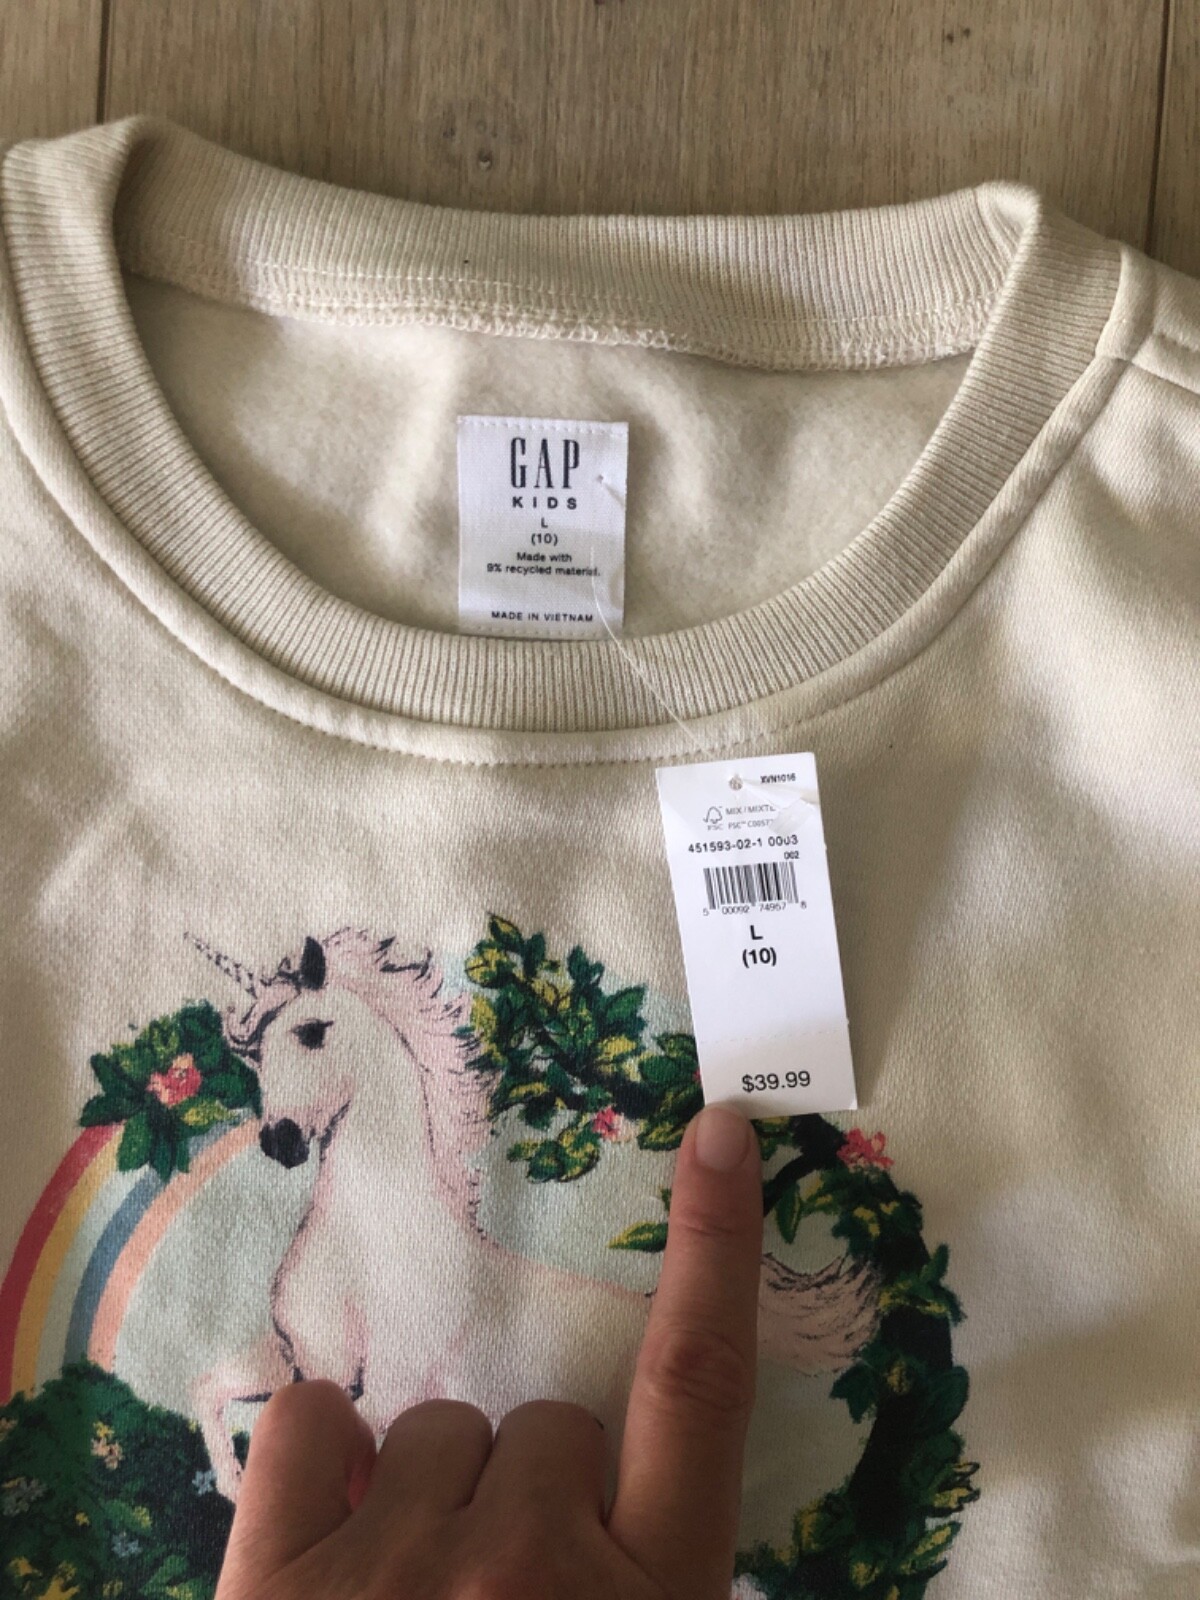 GAP
KIDS
L
(10)
Made with
9% recycled material.
MADE IN VIETNAM
XVN1016
MIX / MIXTE
FSC
FSC™
451593-02-1 0003
002
5 00092 74957 8
L
(10)
$39.99